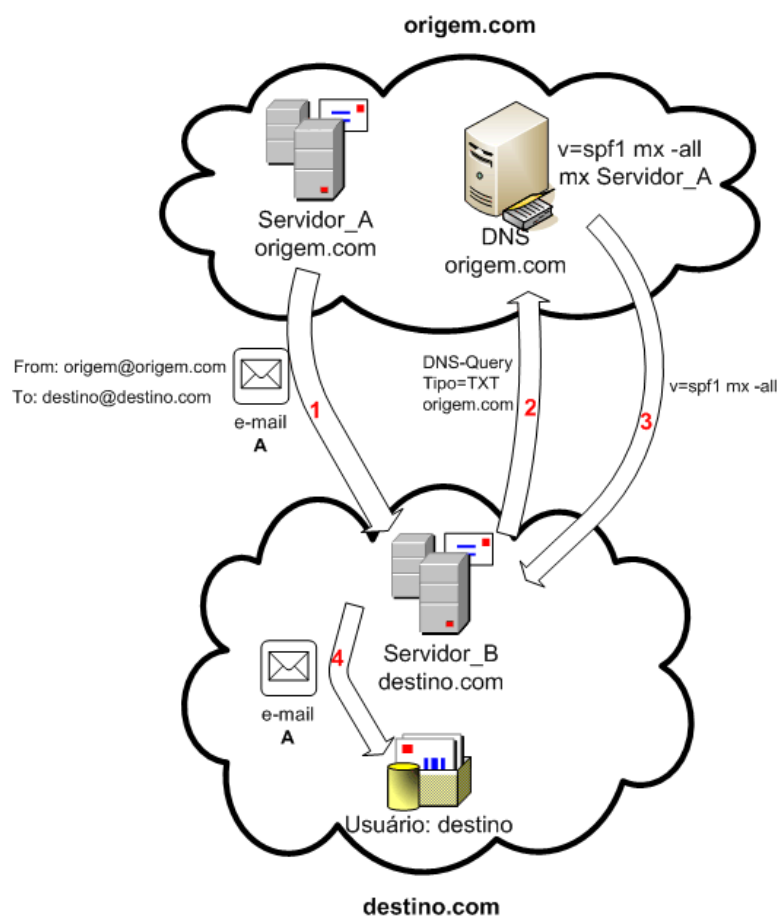 origem.com
v=spf1 mx -all
mx Servidor_A
Servidor_A
origem.com
DNS
origem.com
From: origem@origem.com
To: destino@destino.com
e-mail
A
1
DNS-Query
Tipo=TXT
origem.com
2
3
v=spf1 mx -all
Servidor_B
destino.com
4
e-mail
A
Usuário: destino
destino.com